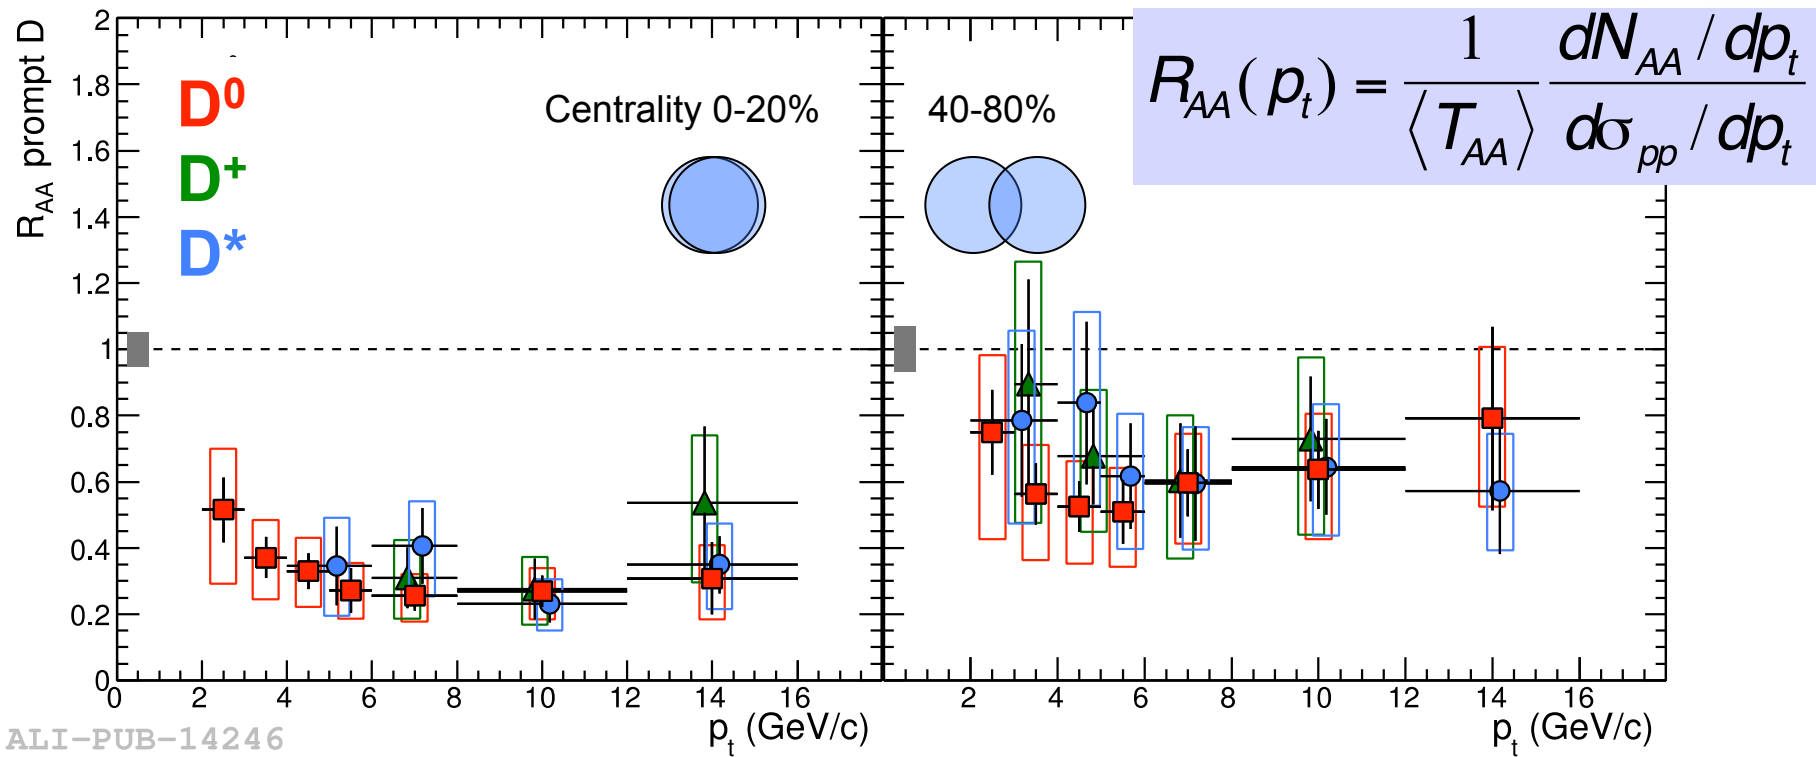 R_AA prompt D
2
1.8
1.6
1.4
1.2
1
0.8
0.6
0.4
0.2
0
D⁰
D⁺
D*
Centrality 0-20%
40-80%
R_AA(p_t) = 1/⟨T_AA⟩ dN_AA/dp_t / dσ_pp/dp_t
0 2 4 6 8 10 12 14 16
p_t (GeV/c)
2 4 6 8 10 12 14 16
p_t (GeV/c)
ALI-PUB-14246